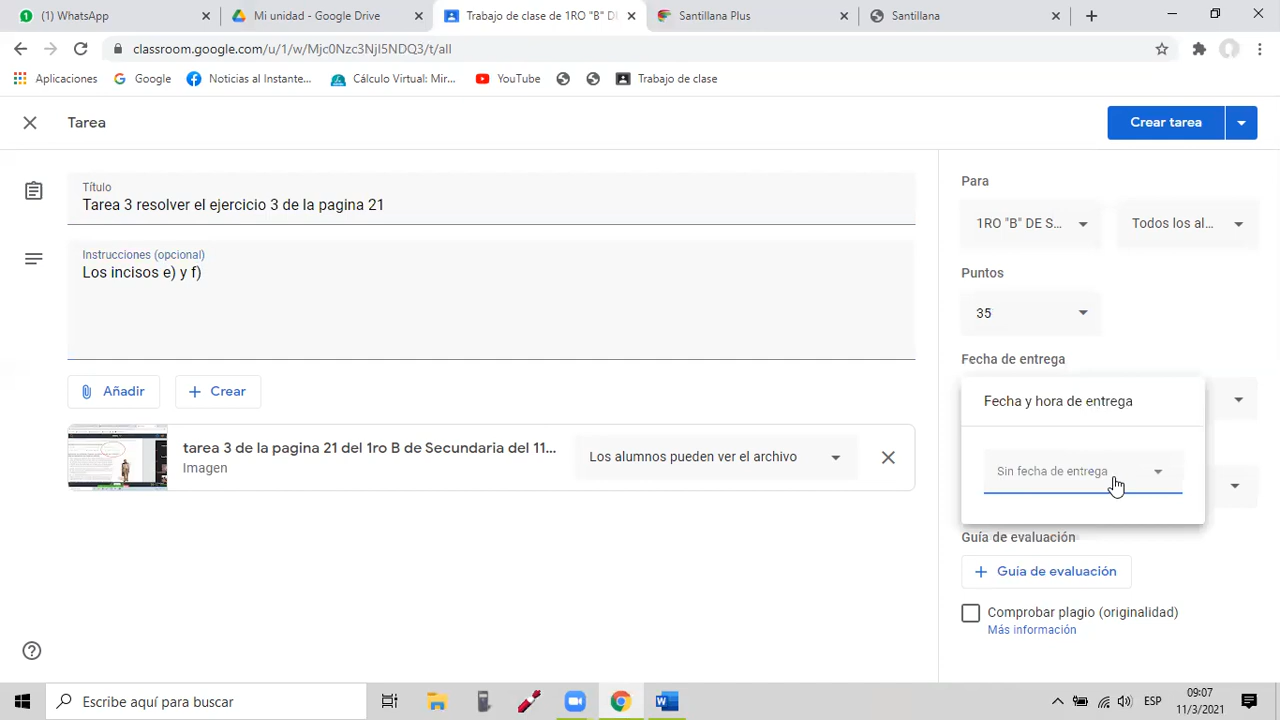 (1) WhatsApp
Mi unidad - Google Drive
Trabajo de clase de 1RO "B" D
Santillana Plus
Santillana
classroom.google.com/u/1/w/Mjc0Nzc3NjI5NDQ3/t/all
Aplicaciones
Google
Noticias al Instante...
Cálculo Virtual: Mir...
YouTube
Trabajo de clase
Tarea
Crear tarea
Título
Tarea 3 resolver el ejercicio 3 de la pagina 21
Instrucciones (opcional)
Los incisos e) y f)
Añadir
Crear
tarea 3 de la pagina 21 del 1ro B de Secundaria del 11...
Imagen
Los alumnos pueden ver el archivo
Para
1RO "B" DE S...
Todos los al...
Puntos
35
Fecha de entrega
Fecha y hora de entrega
Sin fecha de entrega
Guía de evaluación
Guia de evaluación
Comprobar plagio (originalidad)
Más información
Escribe aquí para buscar
ESP
09:07
11/3/2021